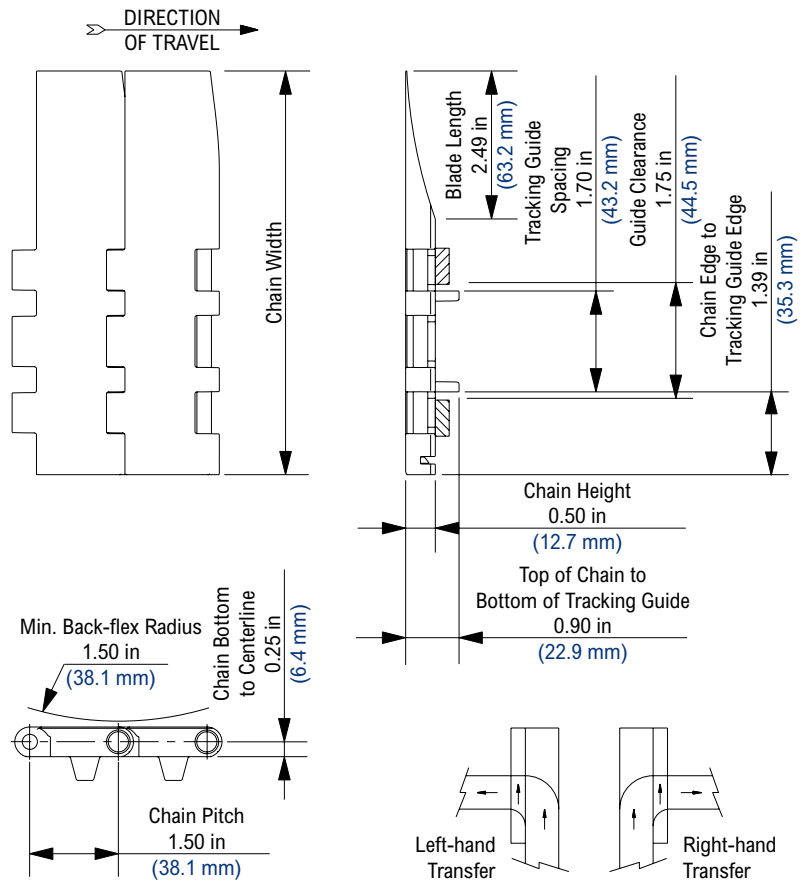 DIRECTION
OF TRAVEL
Chain Width
Blade Length
2.49 in
(63.2 mm)
Tracking Guide
Spacing
1.70 in
(43.2 mm)
Guide Clearance
1.75 in
(44.5 mm)
Chain Edge to
Tracking Guide Edge
1.39 in
(35.3 mm)
Chain Height
0.50 in
(12.7 mm)
Top of Chain to
Bottom of Tracking Guide
0.90 in
(22.9 mm)
Min. Back-flex Radius
1.50 in
(38.1 mm)
Chain Bottom
to Centerline
0.25 in
(6.4 mm)
Chain Pitch
1.50 in
(38.1 mm)
Left-hand
Transfer
Right-hand
Transfer